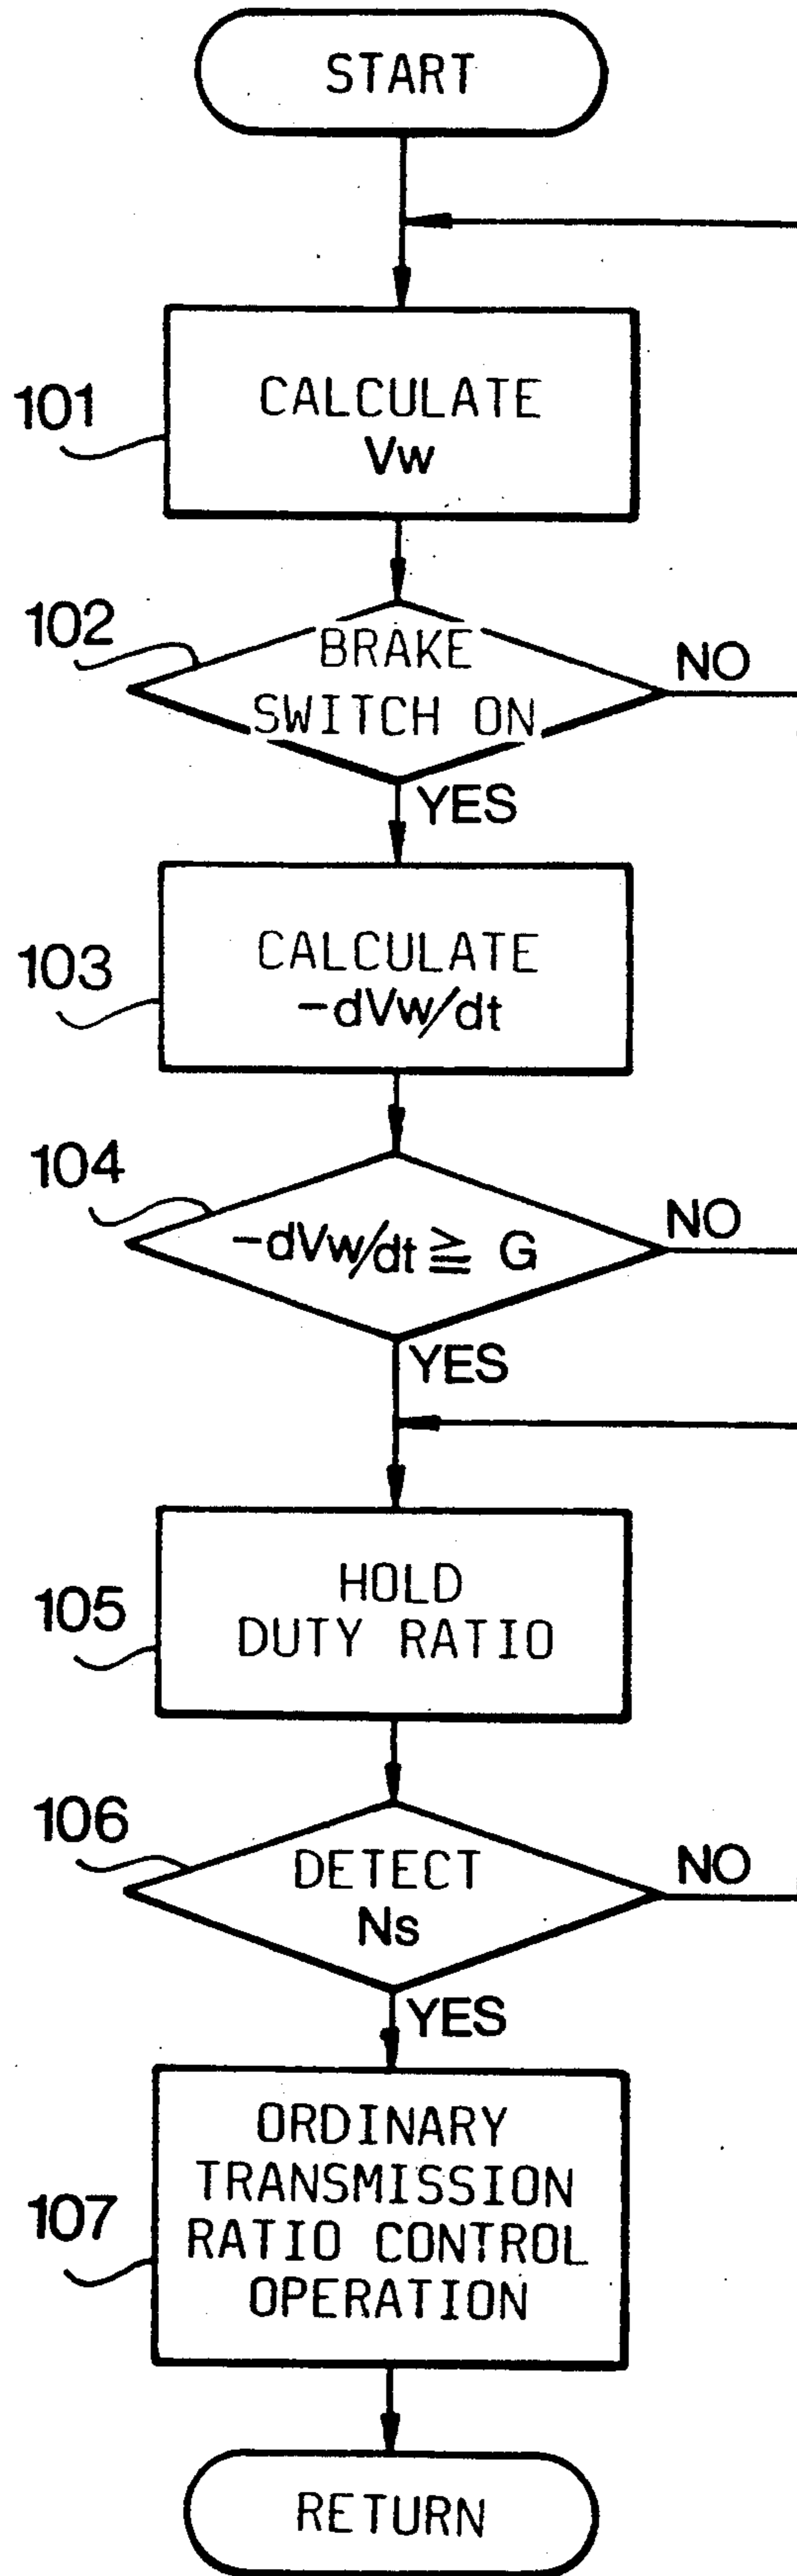 START
101
CALCULATE
Vw
102
BRAKE
SWITCH ON
NO
YES
103
CALCULATE
-dVw/dt
104
-dVw/dt ≧ G
NO
YES
105
HOLD
DUTY RATIO
106
DETECT
Ns
NO
YES
107
ORDINARY
TRANSMISSION
RATIO CONTROL
OPERATION
RETURN